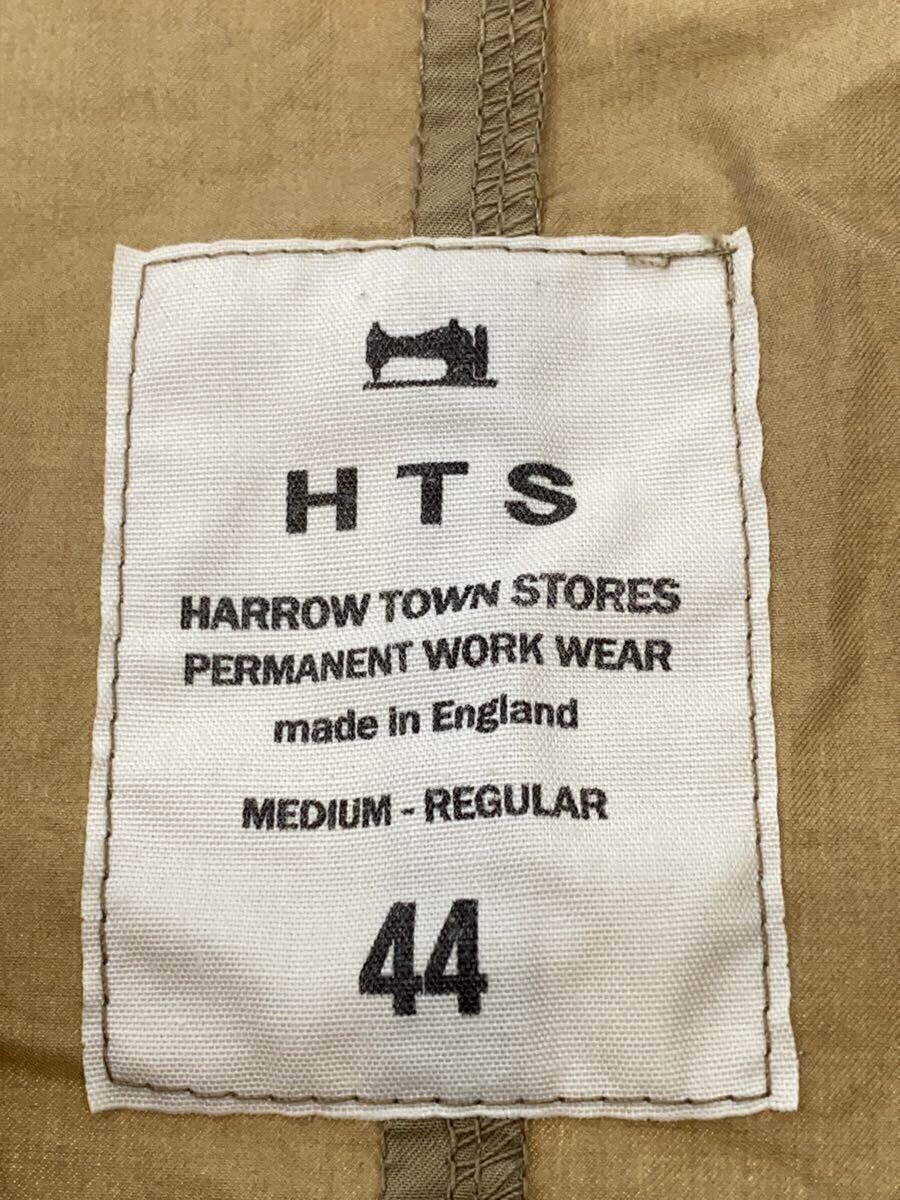 HTS
HARROW TOWN STORES
PERMANENT WORK WEAR
made in England
MEDIUM - REGULAR
44